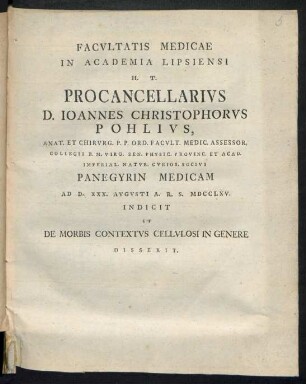 FACVLTATIS MEDICAE
IN ACADEMIA LIPSIENSI
H. T.
PROCANCELLARIVS
D. IOANNES CHRISTOPHORVS
POHLIVS,
ANAT. ET CHIRVRG. P. P. ORD. FACVLT. MEDIC. ASSESSOR.
COLLEGII B. M. VIRG. SEN. PHYSIC. PROVINC. ET ACAD.
IMPERIAL. NATVR. CVRIOS. SOCIVS
PANEGYRIN MEDICAM
AD D. XXX. AVGVSTI A. R. S. MDCCLXV.
INDICIT
ET
DE MORBIS CONTEXTVS CELLVLOSI IN GENERE
DISSERIT.